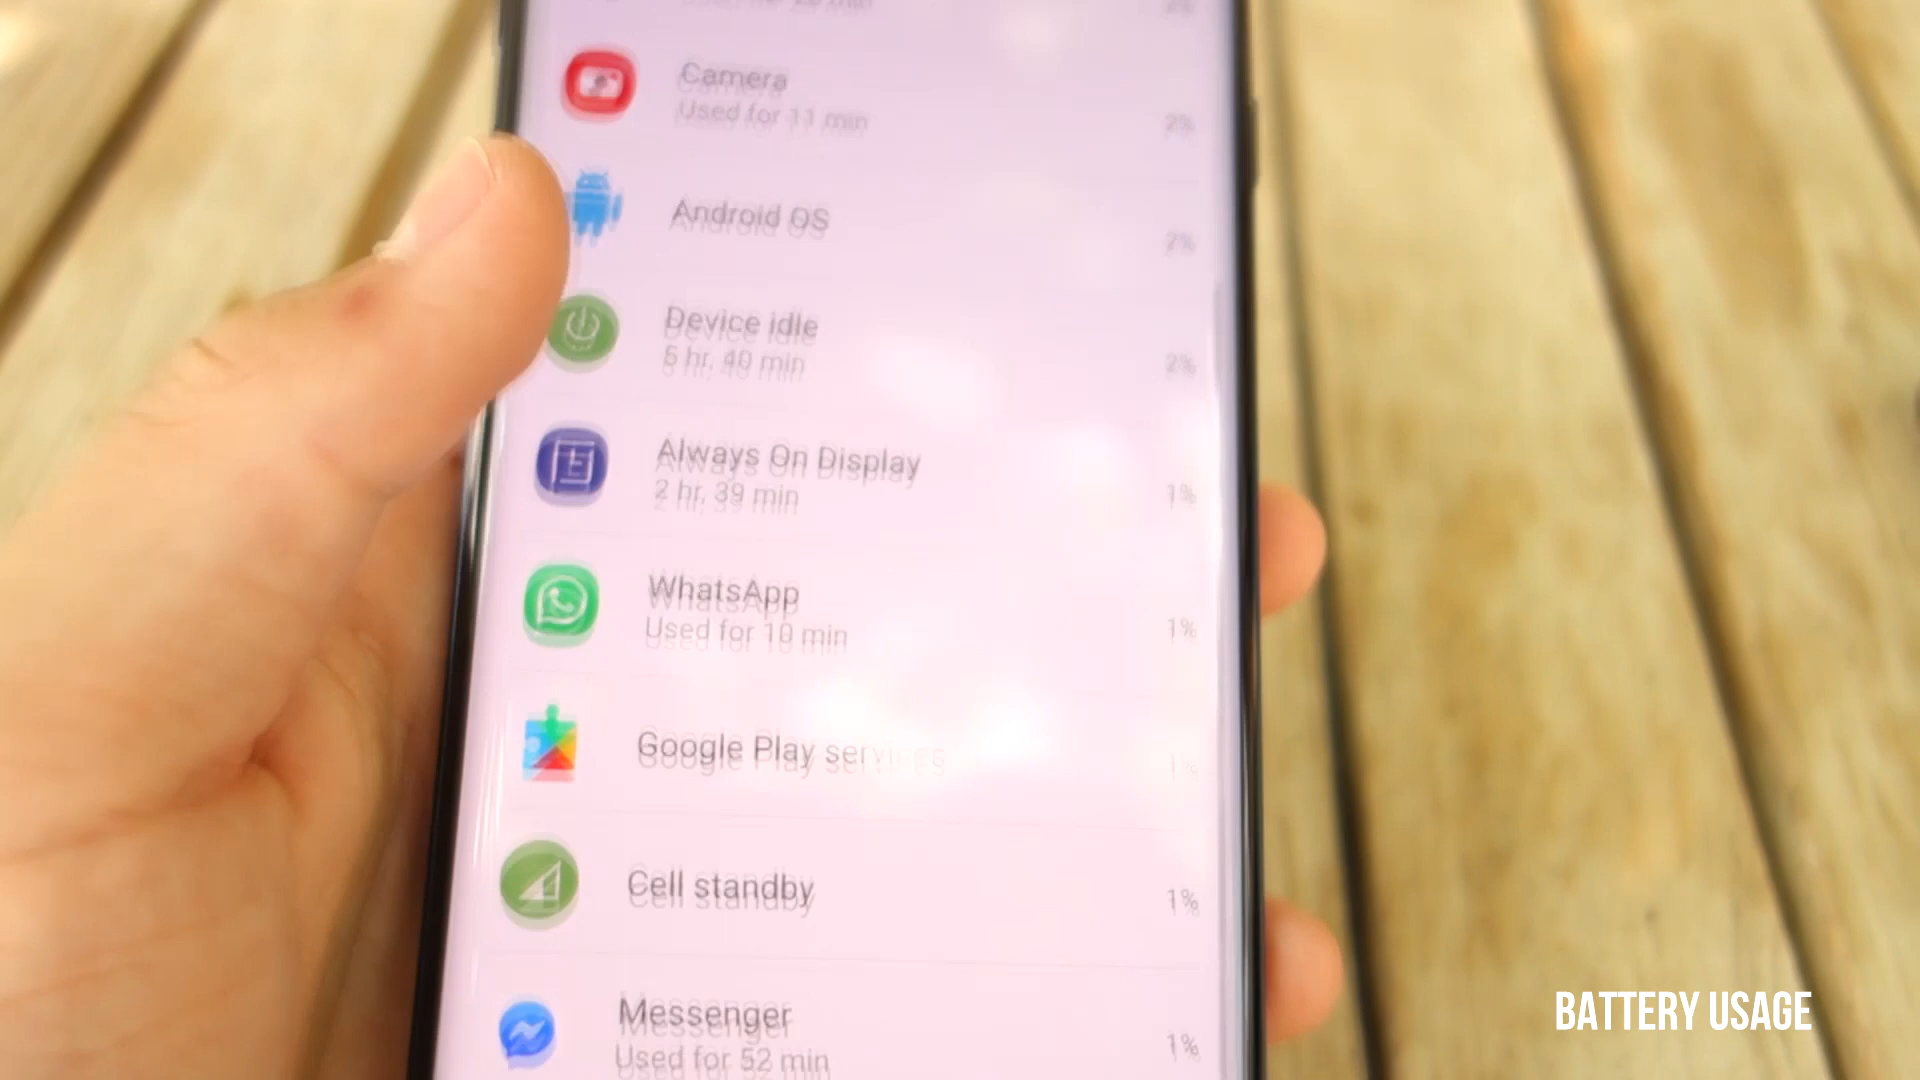 Camera
Used for 11 min
2%
Android OS
2%
Device idle
5 hr, 40 min
2%
Always On Display
2 hr, 39 min
1%
WhatsApp
Used for 10 min
1%
Google Play services
1%
Cell standby
1%
Messenger
Used for 52 min
1%
BATTERY USAGE